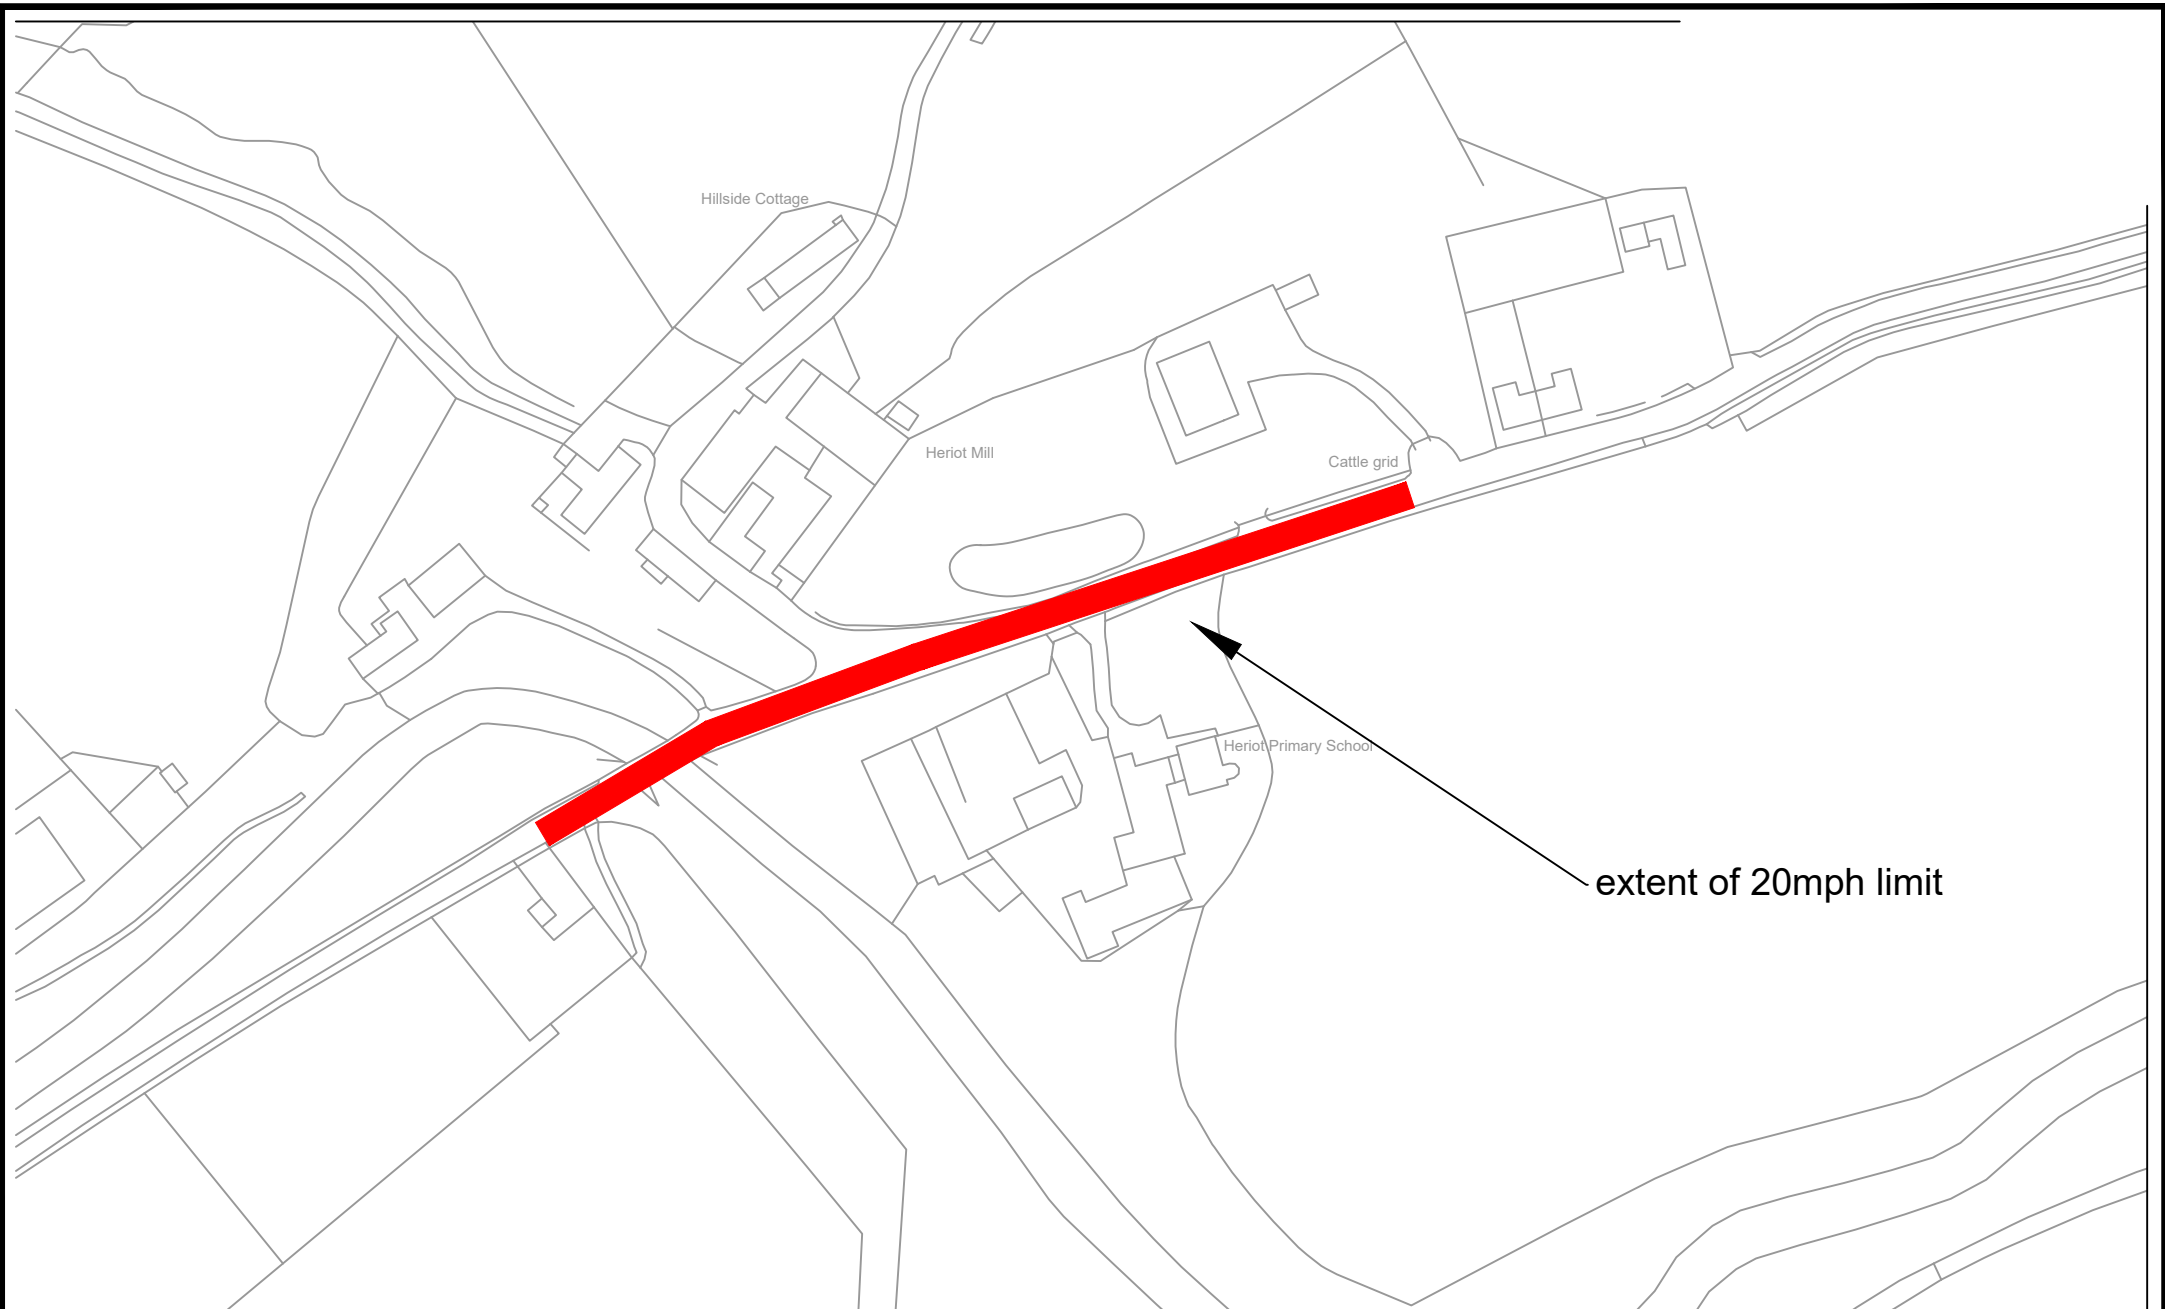 Hillside Cottage
Heriot Mill
Cattle grid
Heriot Primary School
extent of 20mph limit